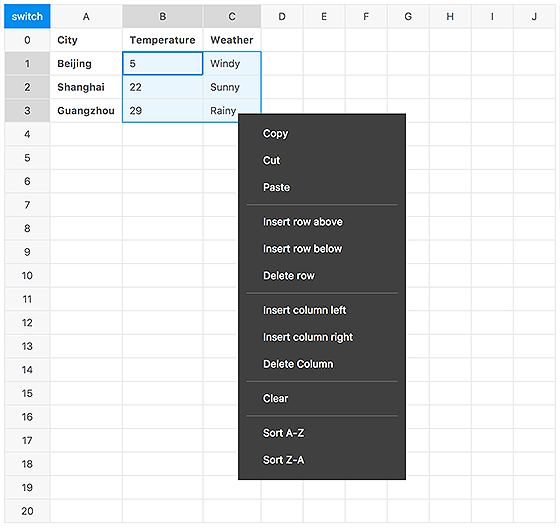 switch A B C D E F G H I J
0 City Temperature Weather
1 Beijing 5 Windy
2 Shanghai 22 Sunny
3 Guangzhou 29 Rainy
4
Copy
5
Cut
6
Paste
7
8 Insert row above
9 Insert row below
10 Delete row
11
12 Insert column left
13 Insert column right
14 Delete Column
15 Clear
16
17 Sort A-Z
18 Sort Z-A
19
20